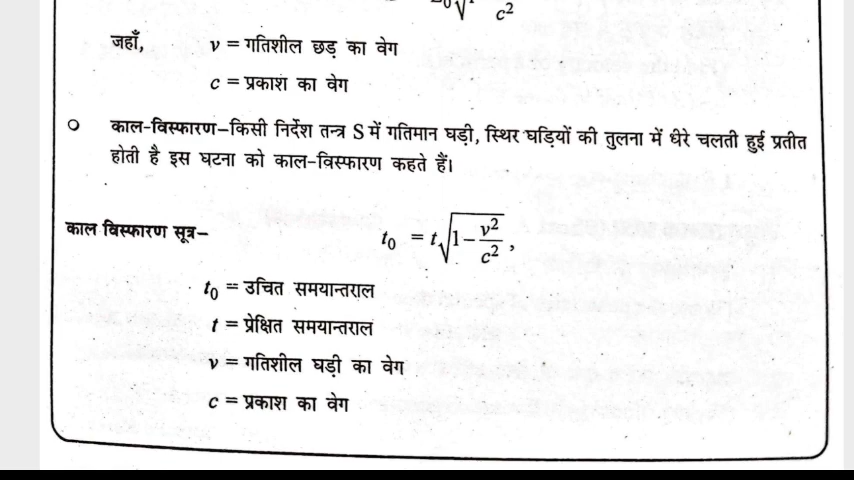 c²
जहाँ, v = गतिशील छड़ का वेग
c = प्रकाश का वेग
काल-विस्फारण–किसी निर्देश तन्त्र S में गतिमान घड़ी, स्थिर घड़ियों की तुलना में धीरे चलती हुई प्रतीत
होती है इस घटना को काल-विस्फारण कहते हैं।
काल विस्फारण सूत्र– t₀ = t√(1 − v²/c²),
t₀ = उचित समयान्तराल
t = प्रेक्षित समयान्तराल
v = गतिशील घड़ी का वेग
c = प्रकाश का वेग